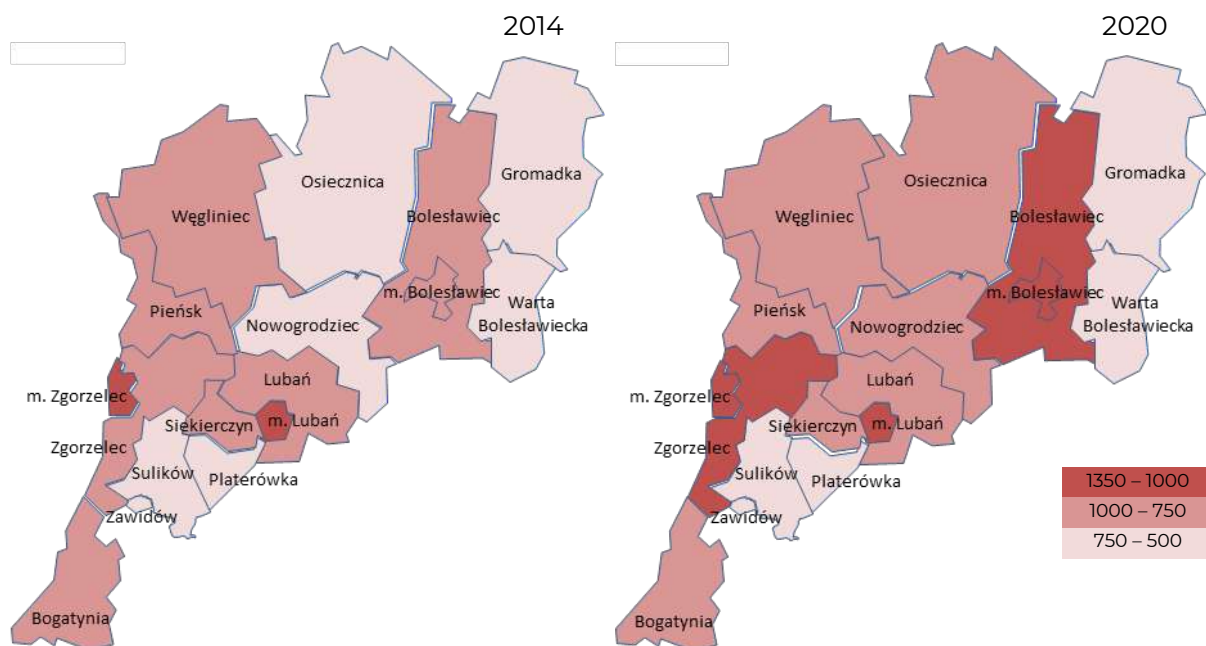 2014
Osiecznica
Gromadka
Węgliniec
Bolesławiec
m. Bolesławiec
Pieńsk
Nowogrodziec
Warta
Bolesławiecka
Lubań
m. Zgorzelec
Siekierczyn
m. Lubań
Zgorzelec
Sulików
Platerówka
Zawidów
Bogatynia
2020
Osiecznica
Gromadka
Węgliniec
Bolesławiec
m. Bolesławiec
Pieńsk
Nowogrodziec
Warta
Bolesławiecka
Lubań
m. Zgorzelec
Siekierczyn
m. Lubań
Zgorzelec
Sulików
Platerówka
Zawidów
Bogatynia
1350 – 1000
1000 – 750
750 – 500